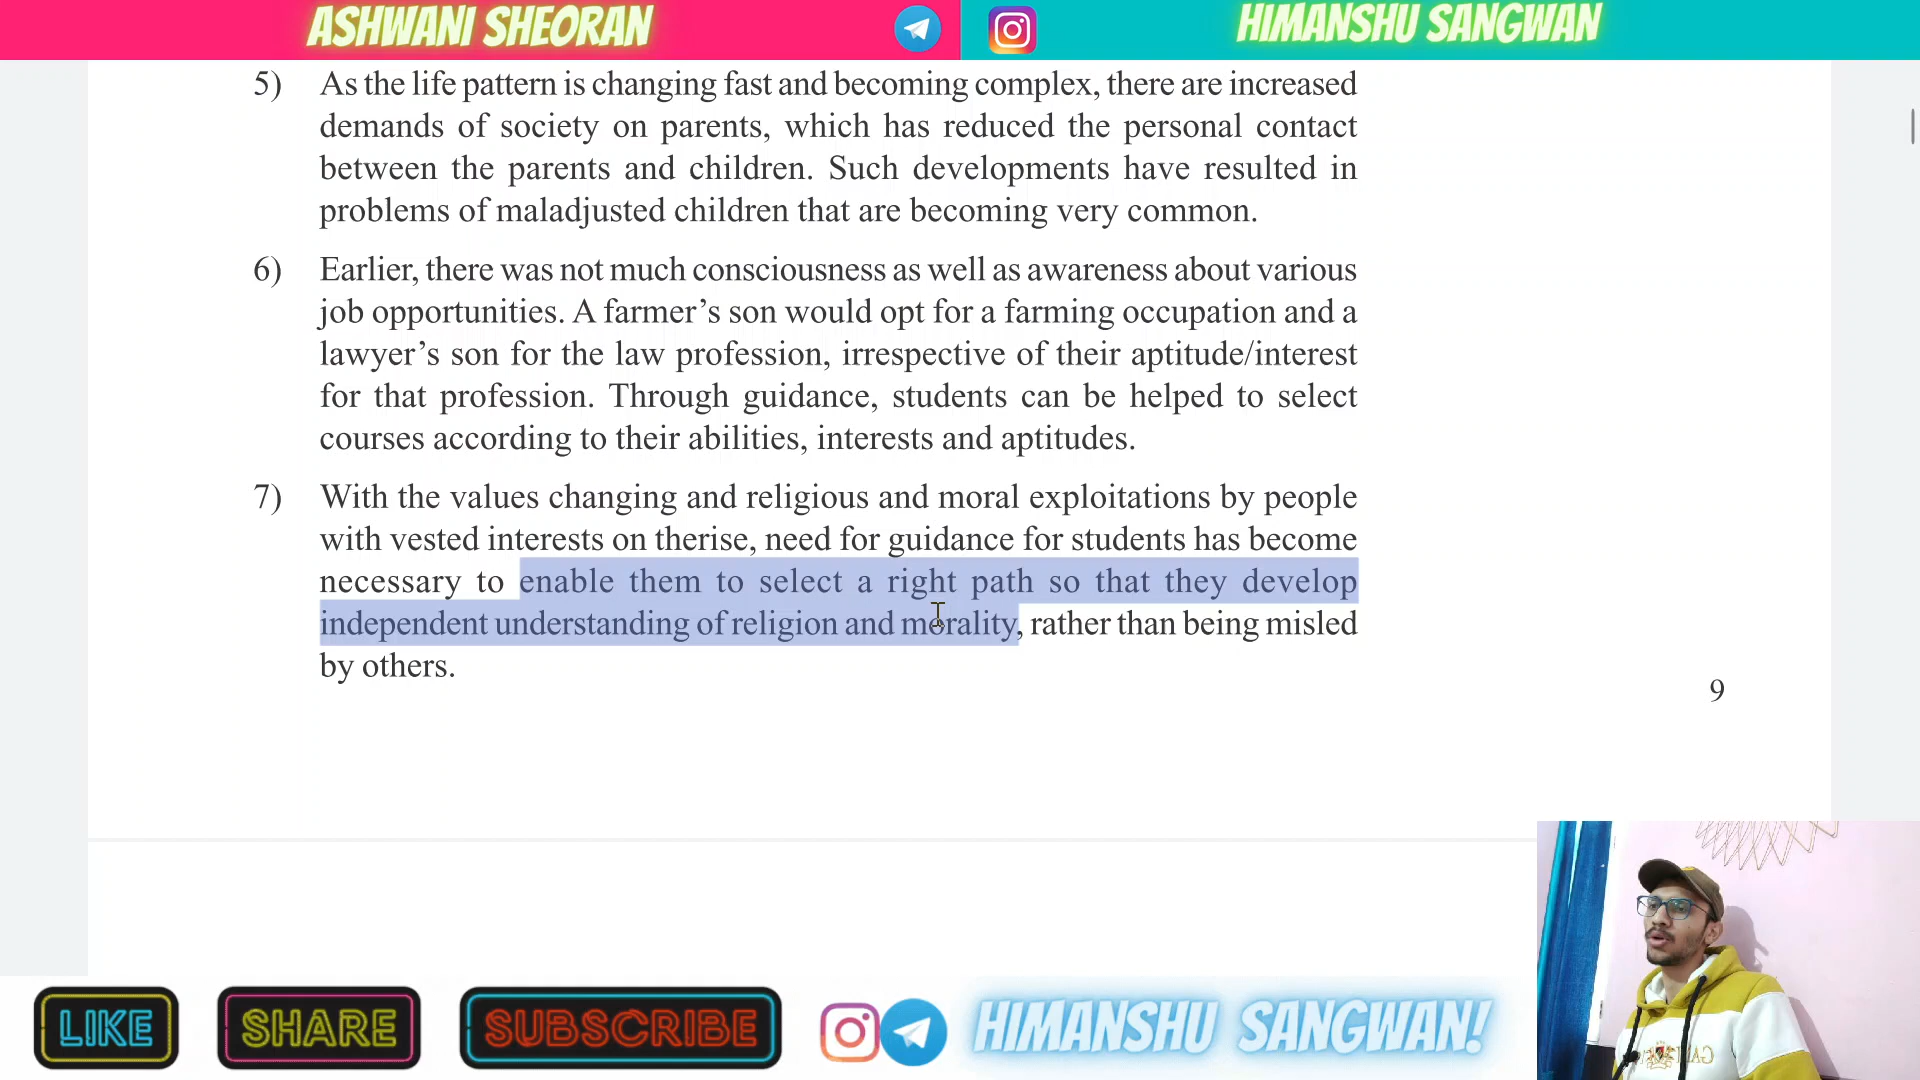 ASHWANI SHEORAN
HIMANSHU SANGWAN
5) As the life pattern is changing fast and becoming complex, there are increased
demands of society on parents, which has reduced the personal contact
between the parents and children. Such developments have resulted in
problems of maladjusted children that are becoming very common.
6) Earlier, there was not much consciousness as well as awareness about various
job opportunities. A farmer’s son would opt for a farming occupation and a
lawyer’s son for the law profession, irrespective of their aptitude/interest
for that profession. Through guidance, students can be helped to select
courses according to their abilities, interests and aptitudes.
7) With the values changing and religious and moral exploitations by people
with vested interests on therise, need for guidance for students has become
necessary to enable them to select a right path so that they develop
independent understanding of religion and morality, rather than being misled
by others.
9
LIKE
SHARE
SUBSCRIBE
HIMANSHU SANGWAN!